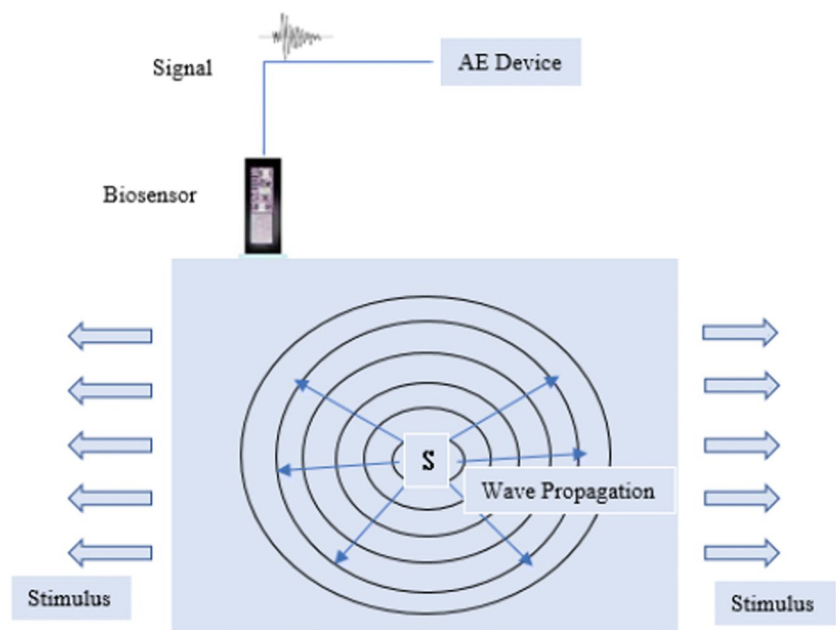 Signal
AE Device
Biosensor
S
Wave Propagation
Stimulus
Stimulus